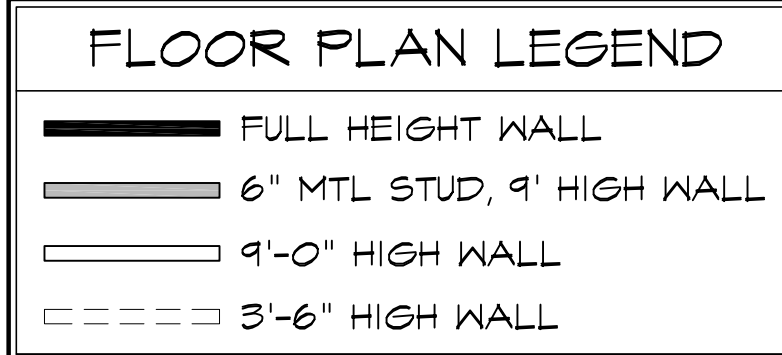 FLOOR PLAN LEGEND
FULL HEIGHT WALL
6" MTL STUD, 9' HIGH WALL
9'-0" HIGH WALL
3'-6" HIGH WALL